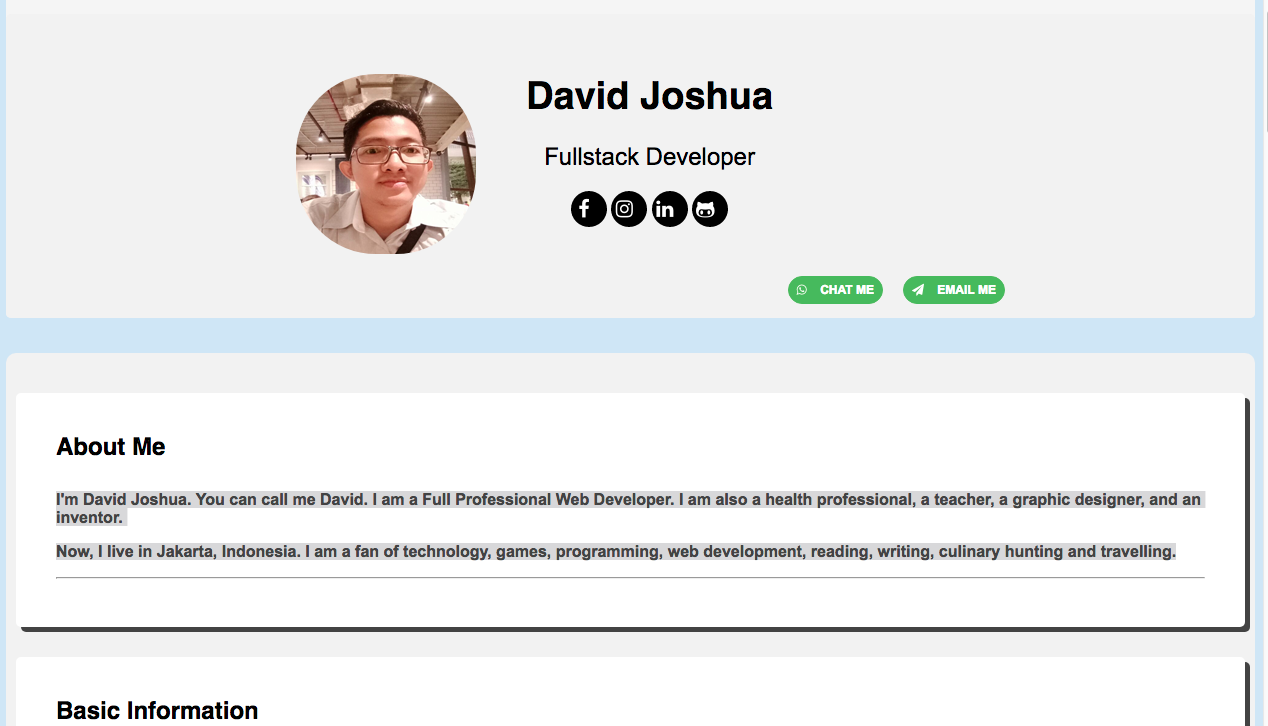 David Joshua
Fullstack Developer
CHAT ME
EMAIL ME
About Me
I'm David Joshua. You can call me David. I am a Full Professional Web Developer. I am also a health professional, a teacher, a graphic designer, and an
inventor.
Now, I live in Jakarta, Indonesia. I am a fan of technology, games, programming, web development, reading, writing, culinary hunting and travelling.
Basic Information